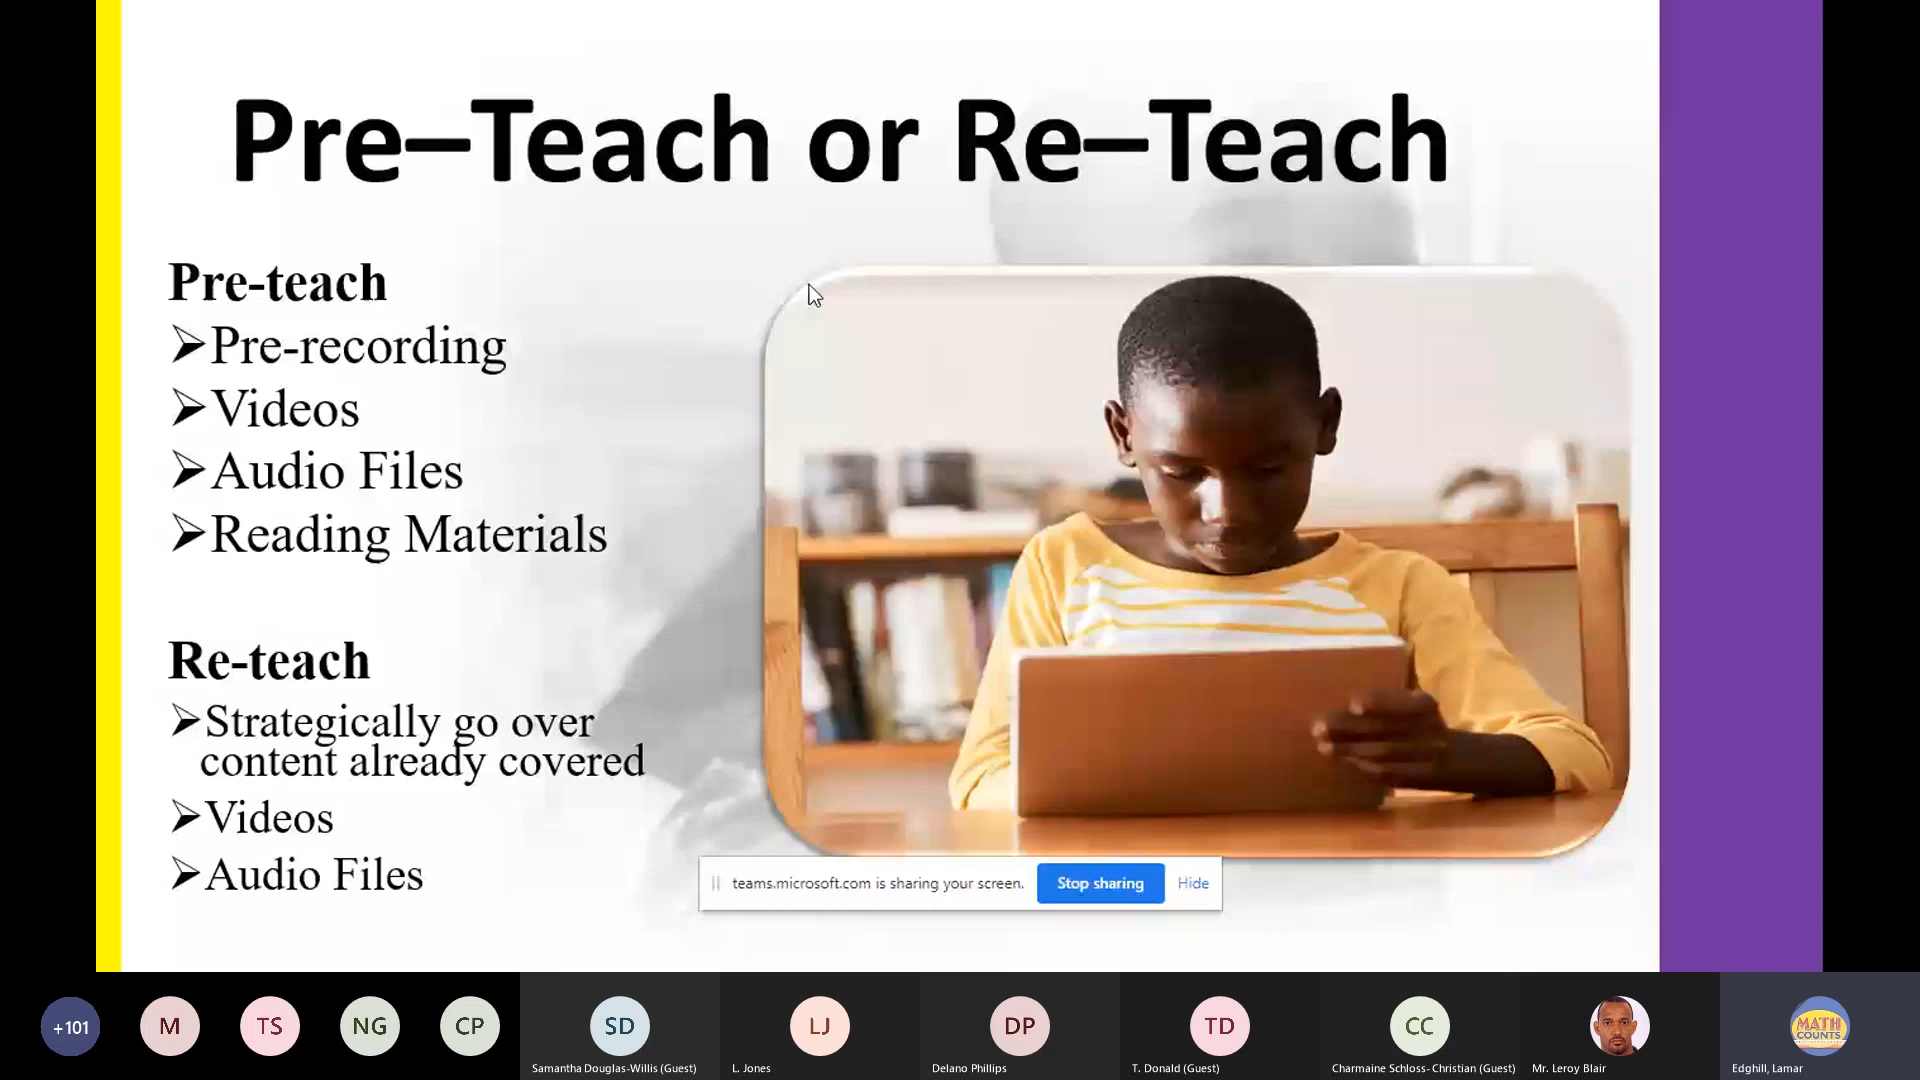 Pre–Teach or Re–Teach
Pre-teach
➢Pre-recording
➢Videos
➢Audio Files
➢Reading Materials
Re-teach
➢Strategically go over
content already covered
➢Videos
➢Audio Files
teams.microsoft.com is sharing your screen. Stop sharing Hide
+101 M TS NG CP SD LJ DP TD CC MATH COUNTS
Samantha Douglas-Willis (Guest) L. Jones Delano Phillips T. Donald (Guest) Charmaine Schloss- Christian (Guest) Mr. Leroy Blair Edghill, Lamar